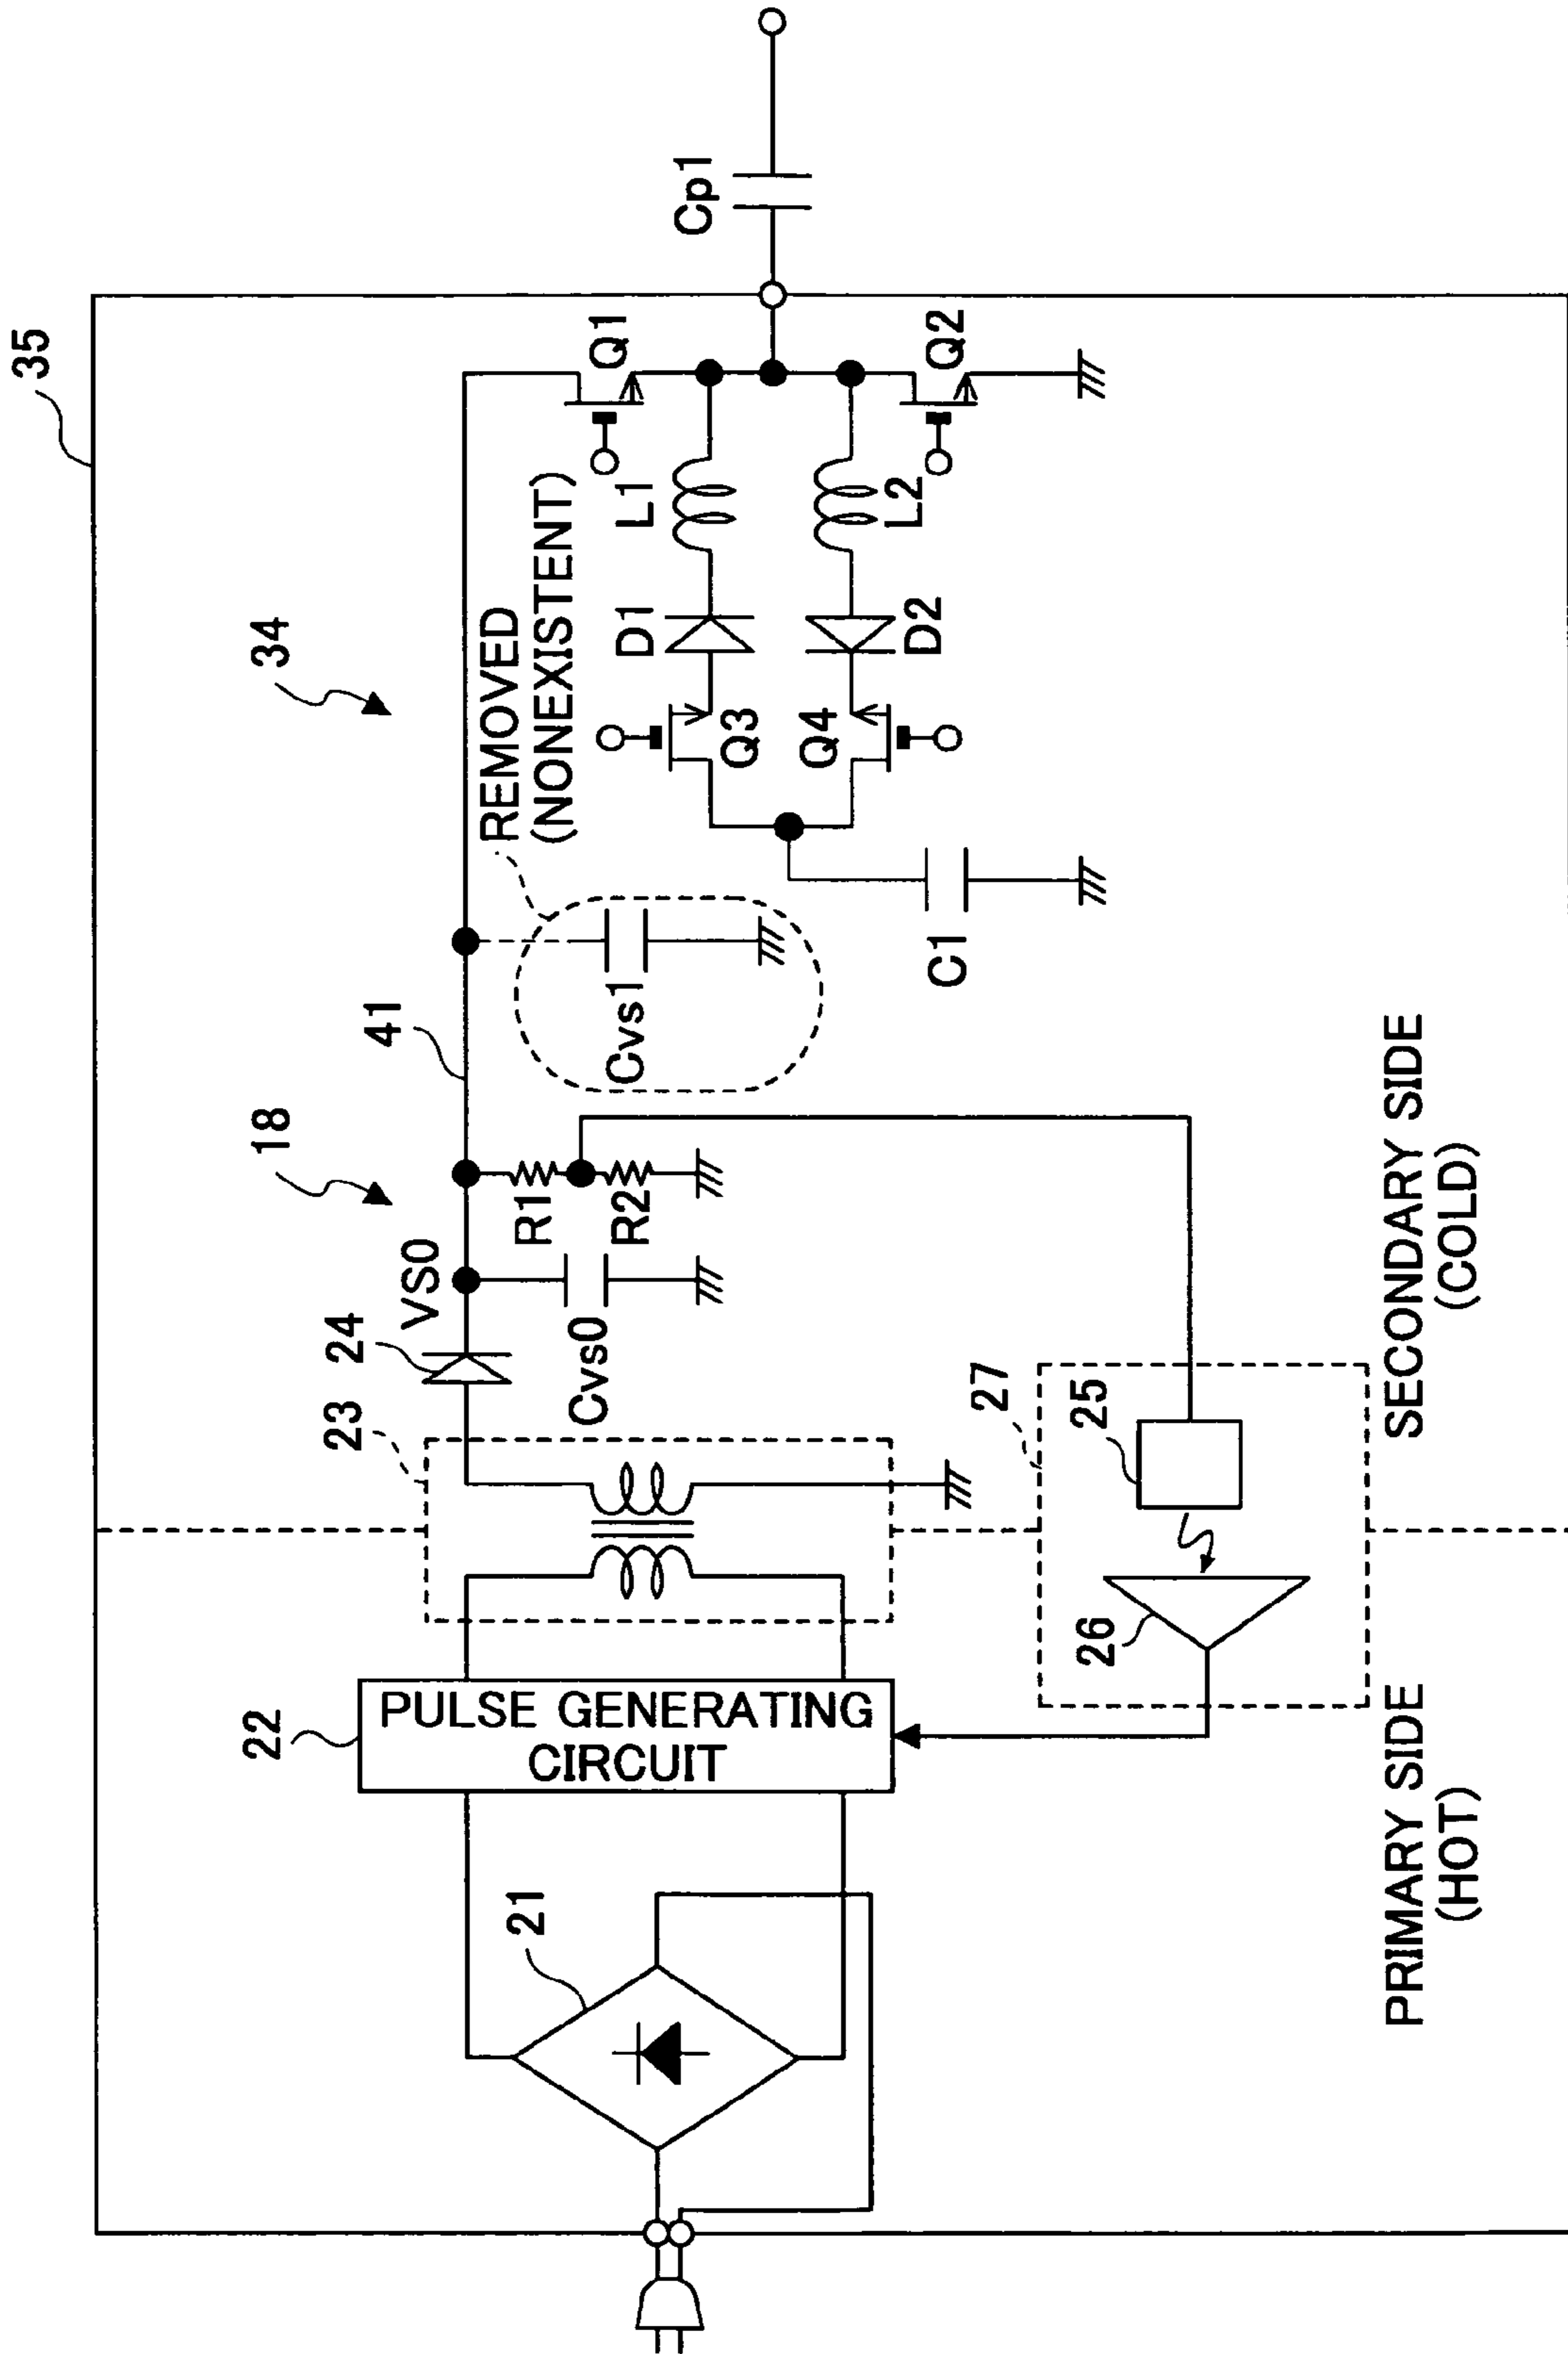 35
34
18
41
REMOVED
(NONEXISTENT)
Q1
Cp1
L1
D1
Q3
Q4
D2
L2
Q2
C1
Cvs1
VS0
24
23
R1
R2
Cvs0
22
PULSE GENERATING
CIRCUIT
21
27
25
26
PRIMARY SIDE
(HOT)
SECONDARY SIDE
(COLD)